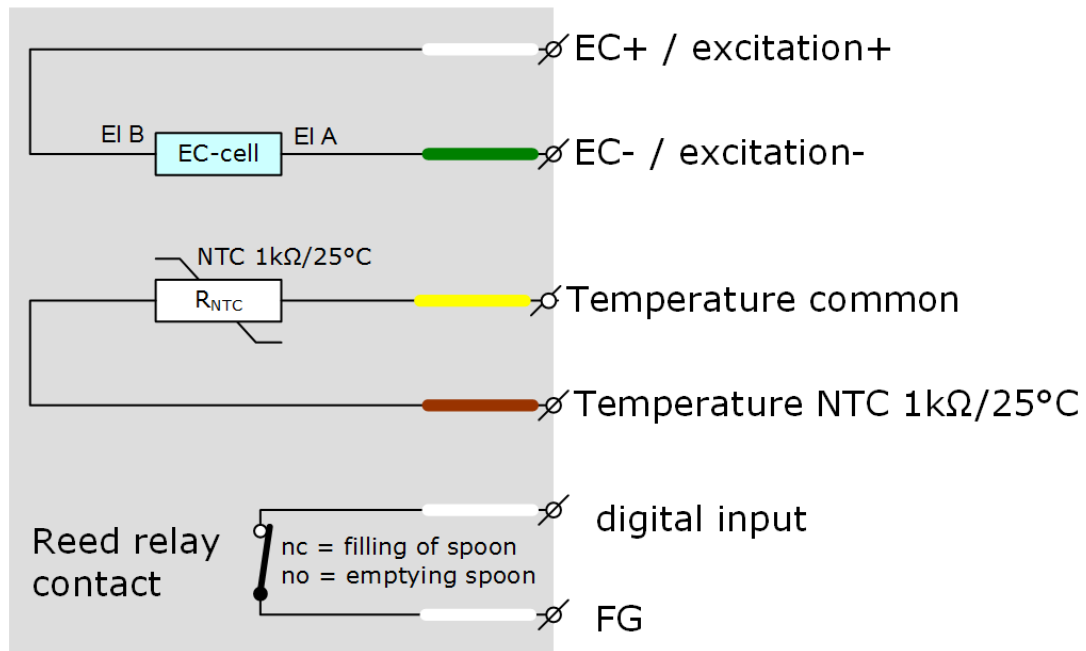 EC+ / excitation+
El B
EC-cell
El A
EC- / excitation-
NTC 1kΩ/25°C
RNTC
Temperature common
Temperature NTC 1kΩ/25°C
Reed relay
contact
nc = filling of spoon
no = emptying spoon
digital input
FG